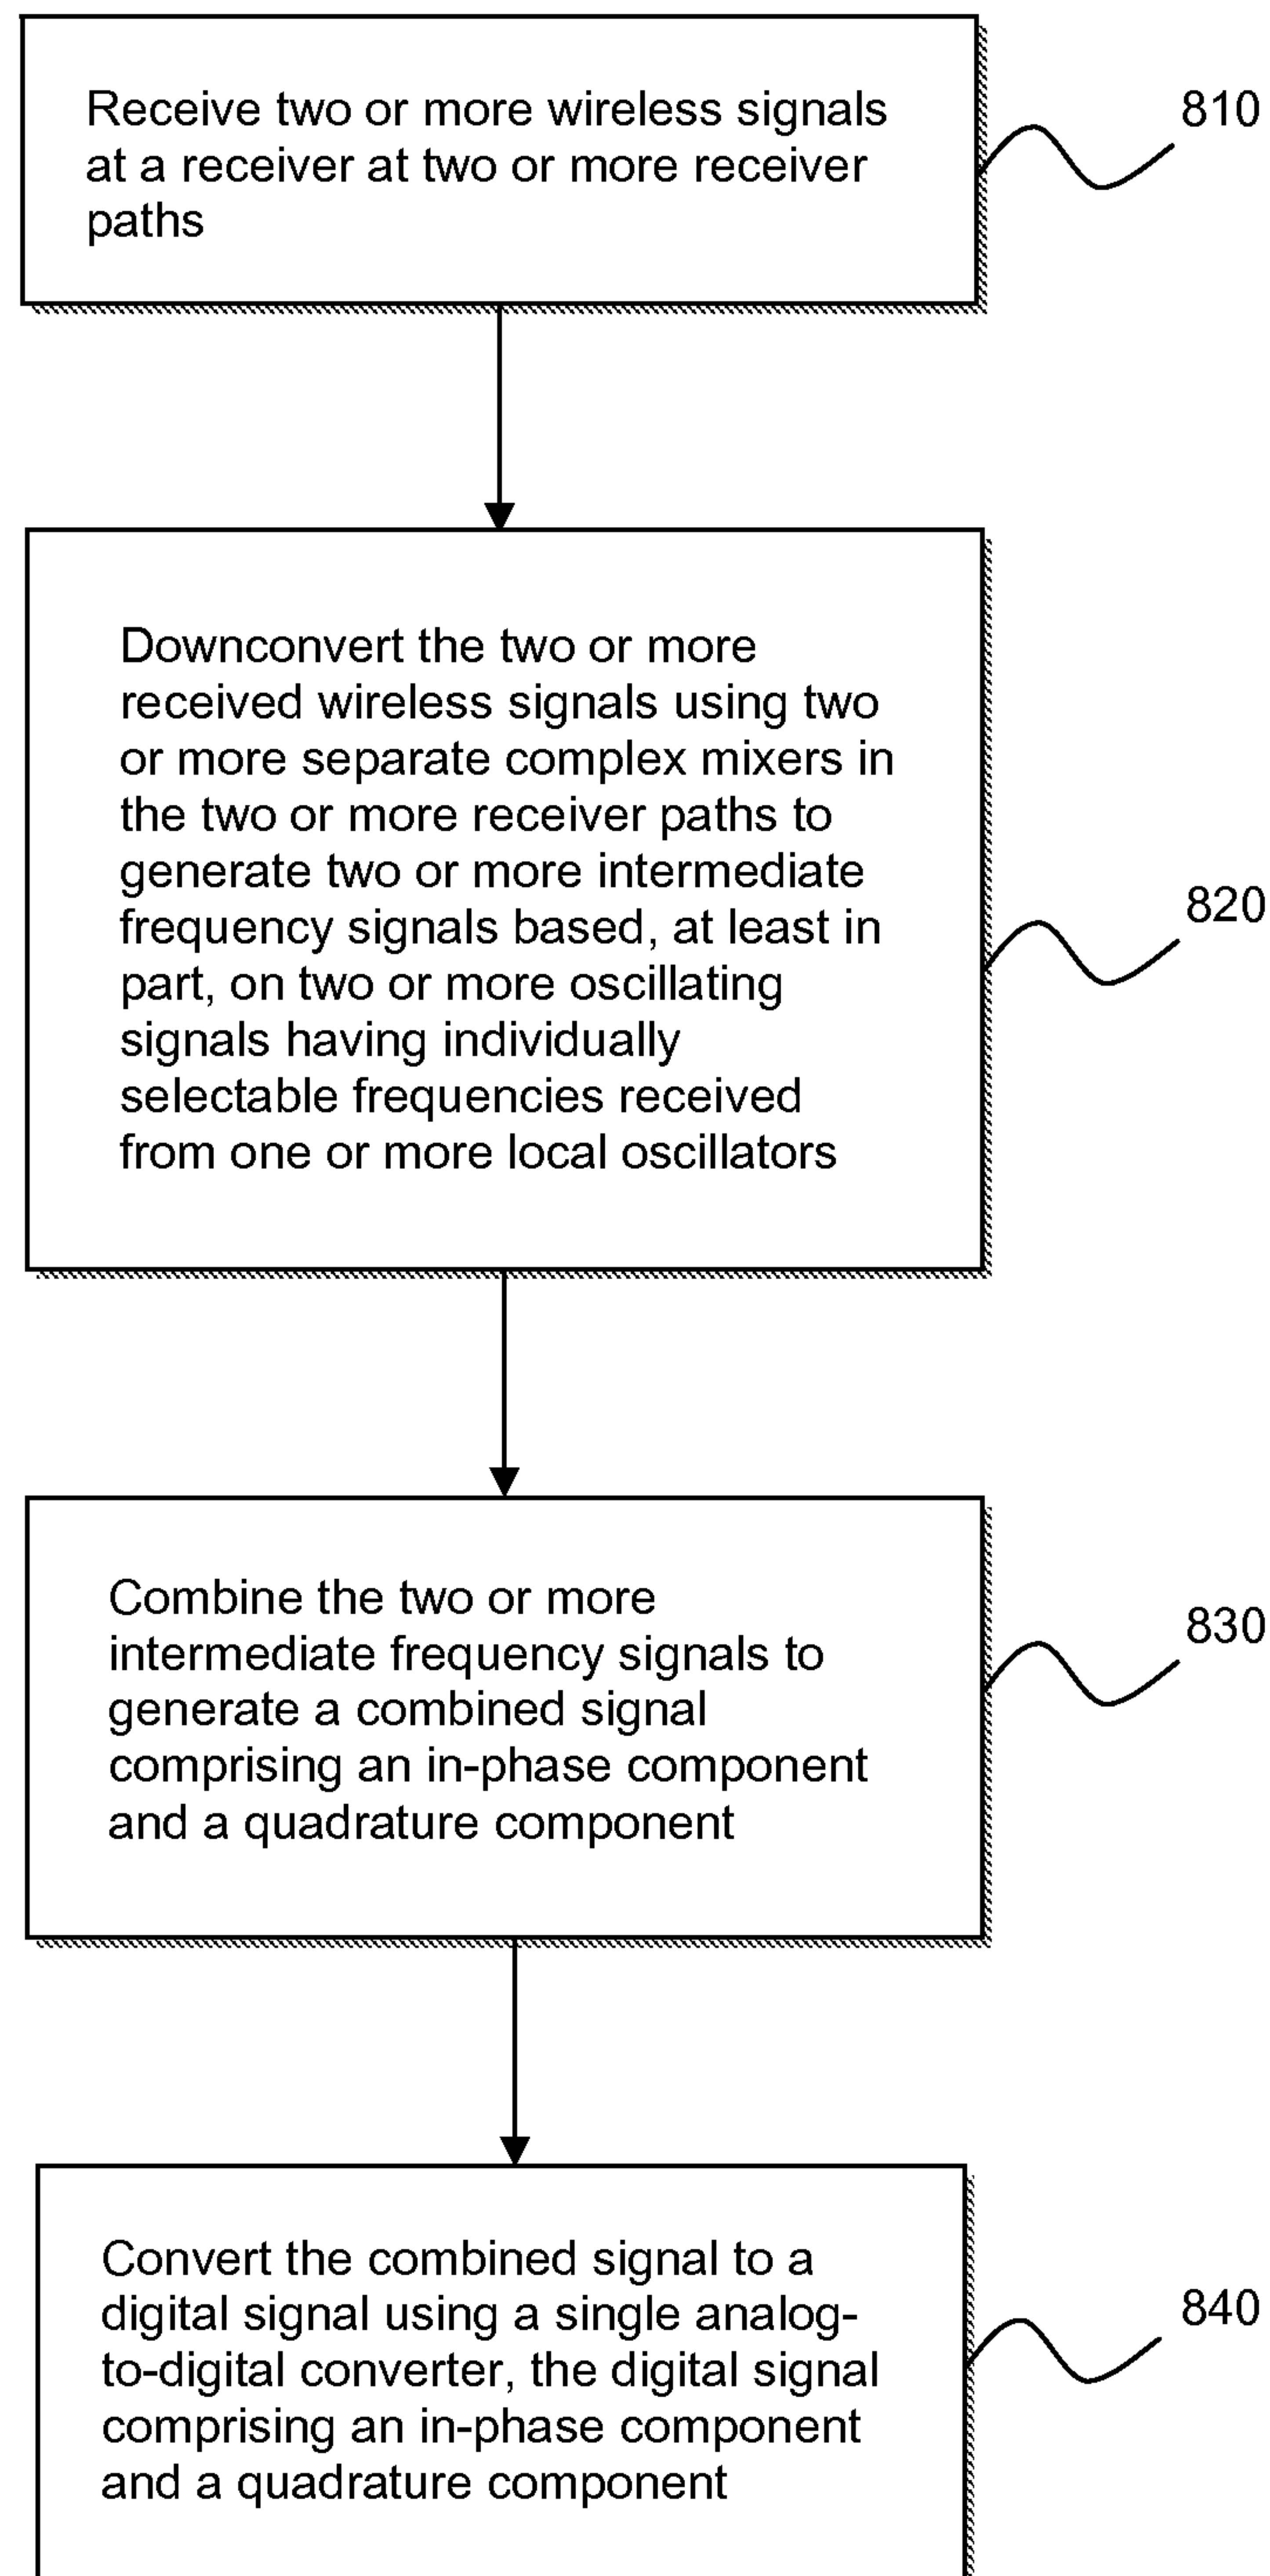 Receive two or more wireless signals
at a receiver at two or more receiver
paths
810
Downconvert the two or more
received wireless signals using two
or more separate complex mixers in
the two or more receiver paths to
generate two or more intermediate
frequency signals based, at least in
part, on two or more oscillating
signals having individually
selectable frequencies received
from one or more local oscillators
820
Combine the two or more
intermediate frequency signals to
generate a combined signal
comprising an in-phase component
and a quadrature component
830
Convert the combined signal to a
digital signal using a single analog-
to-digital converter, the digital signal
comprising an in-phase component
and a quadrature component
840